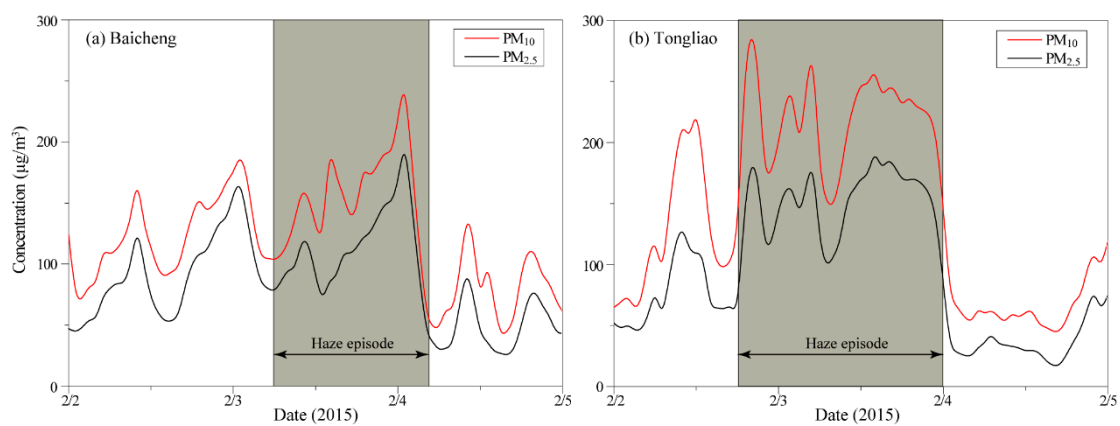 (a) Baicheng
PM10
PM2.5
300
200
100
0
Concentration (μg/m³)
Haze episode
2/2
2/3
2/4
2/5
Date (2015)
(b) Tongliao
PM10
PM2.5
300
200
100
0
Haze episode
2/2
2/3
2/4
2/5
Date (2015)